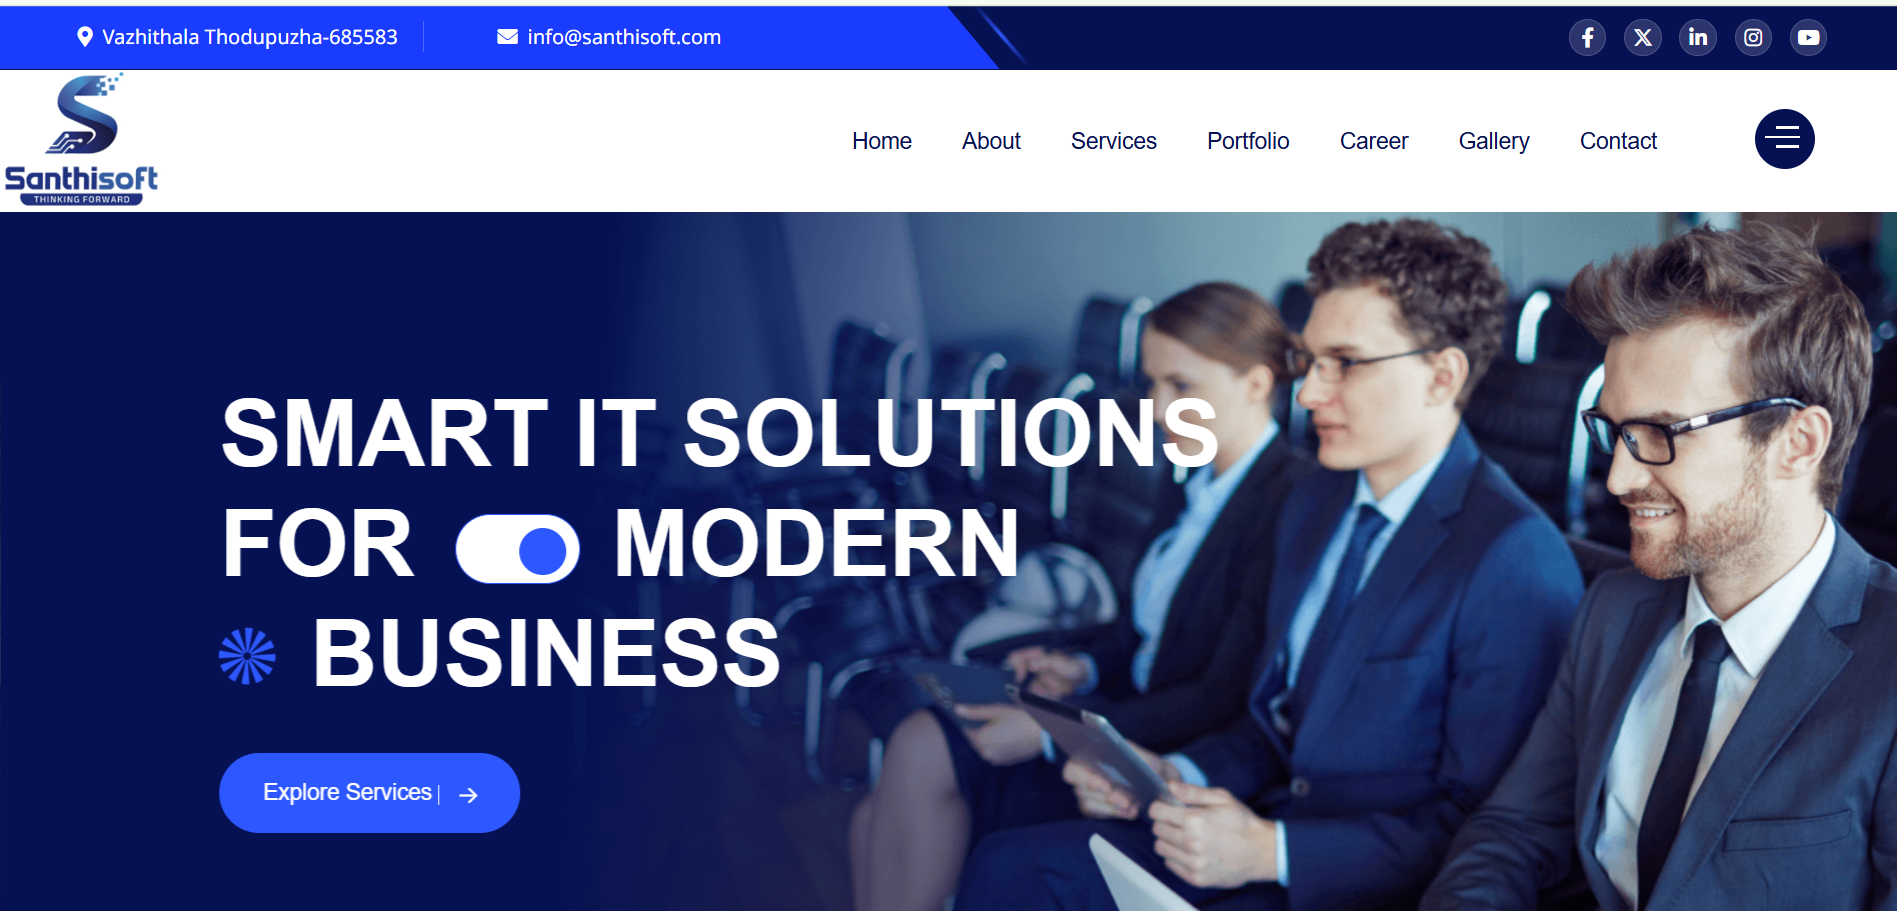 Vazhithala Thodupuzha-685583
info@santhisoft.com
Santhisoft
THINKING FORWARD
Home
About
Services
Portfolio
Career
Gallery
Contact
SMART IT SOLUTIONS
FOR MODERN
BUSINESS
Explore Services |